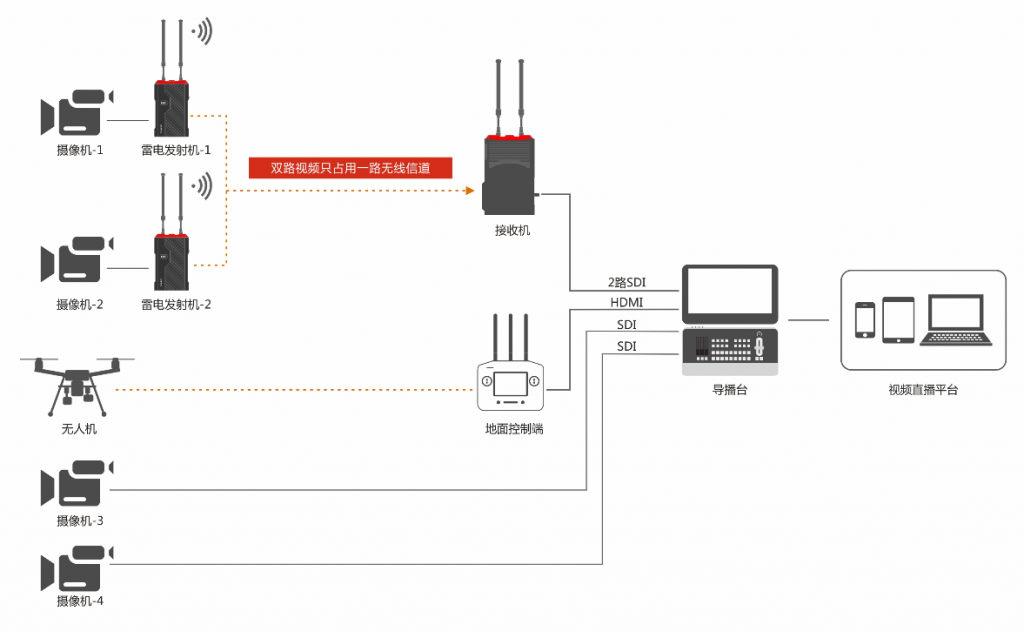 摄像机-1
雷电发射机-1
双路视频只占用一路无线信道
摄像机-2
雷电发射机-2
接收机
2路SDI
HDMI
SDI
SDI
导播台
视频直播平台
无人机
地面控制端
摄像机-3
摄像机-4